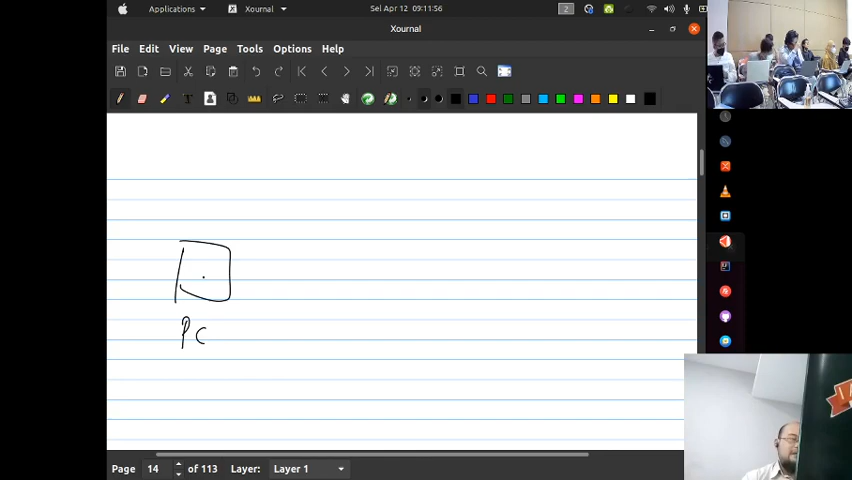 Applications Xournal Sel Apr 12 09:11:56 2
Xournal
File Edit View Page Tools Options Help
PC
Page 14 of 113 Layer: Layer 1